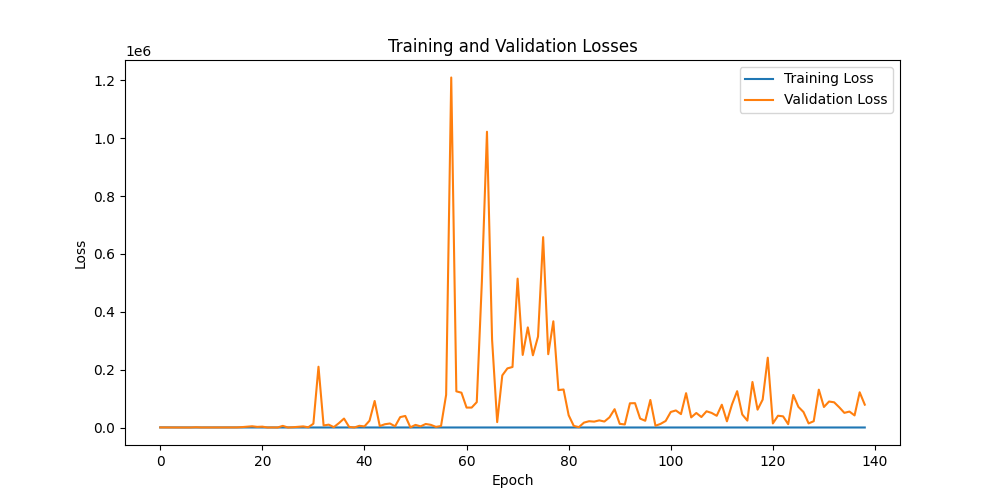 Training and Validation Losses
1e6
Training Loss
Validation Loss
1.2
1.0
0.8
0.6
0.4
0.2
0.0
Loss
0 20 40 60 80 100 120 140
Epoch